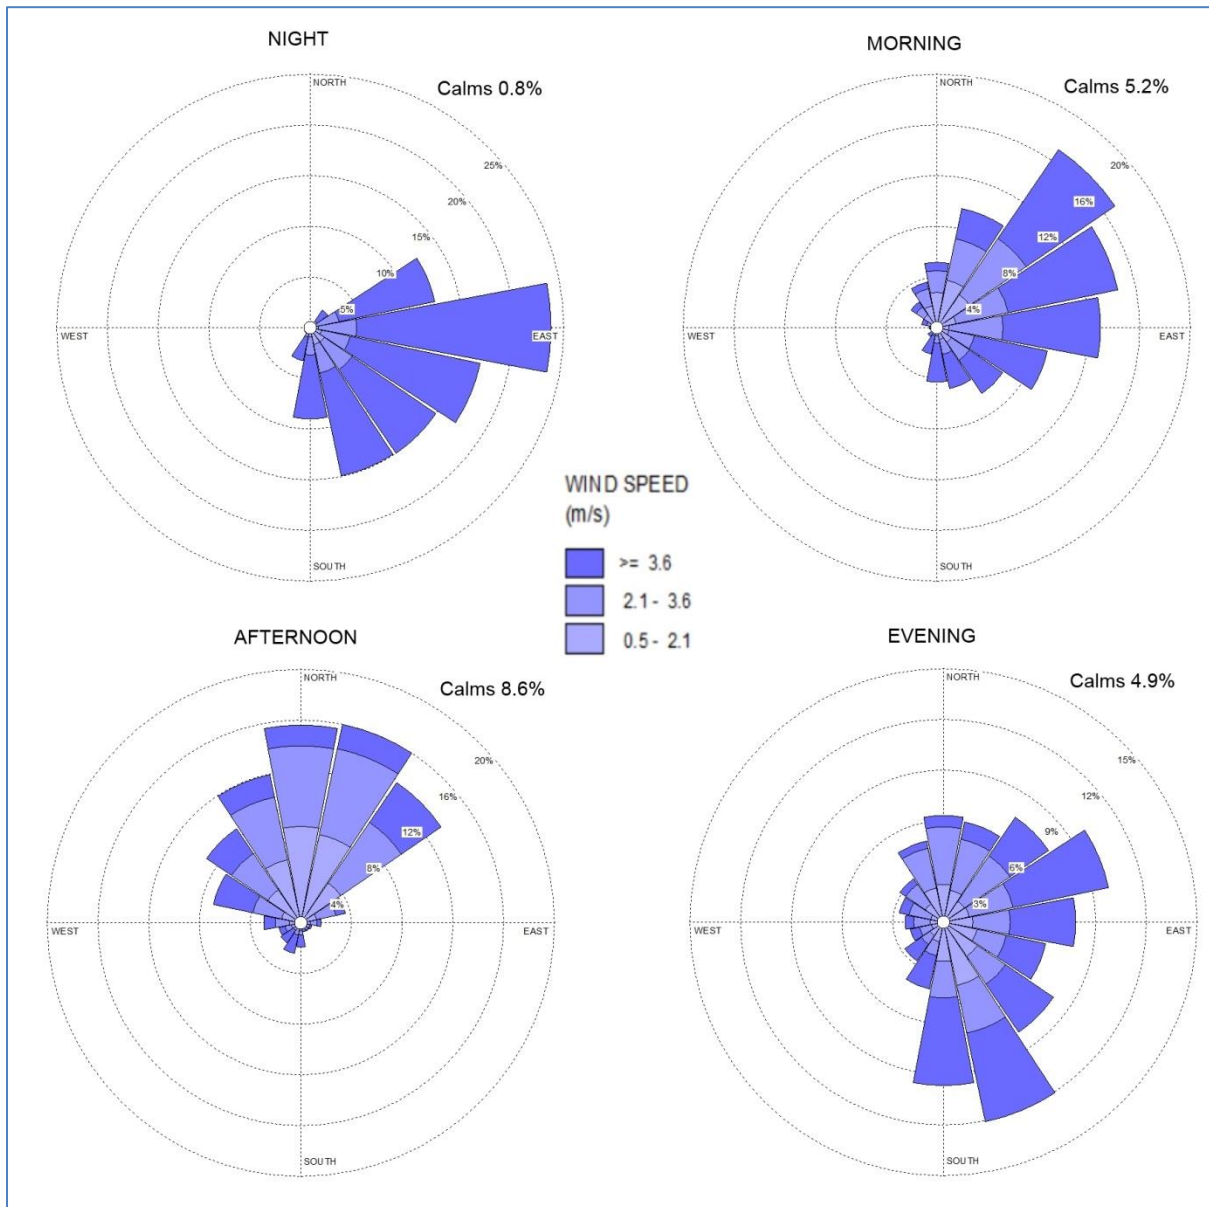 NIGHT
Calms 0.8%
NORTH
25%
20%
15%
10%
5%
WEST
EAST
SOUTH
MORNING
Calms 5.2%
NORTH
20%
16%
12%
8%
4%
WEST
EAST
SOUTH
WIND SPEED
(m/s)
>= 3.6
2.1 - 3.6
0.5 - 2.1
AFTERNOON
Calms 8.6%
NORTH
20%
16%
12%
8%
4%
WEST
EAST
SOUTH
EVENING
Calms 4.9%
NORTH
15%
12%
9%
6%
3%
WEST
EAST
SOUTH